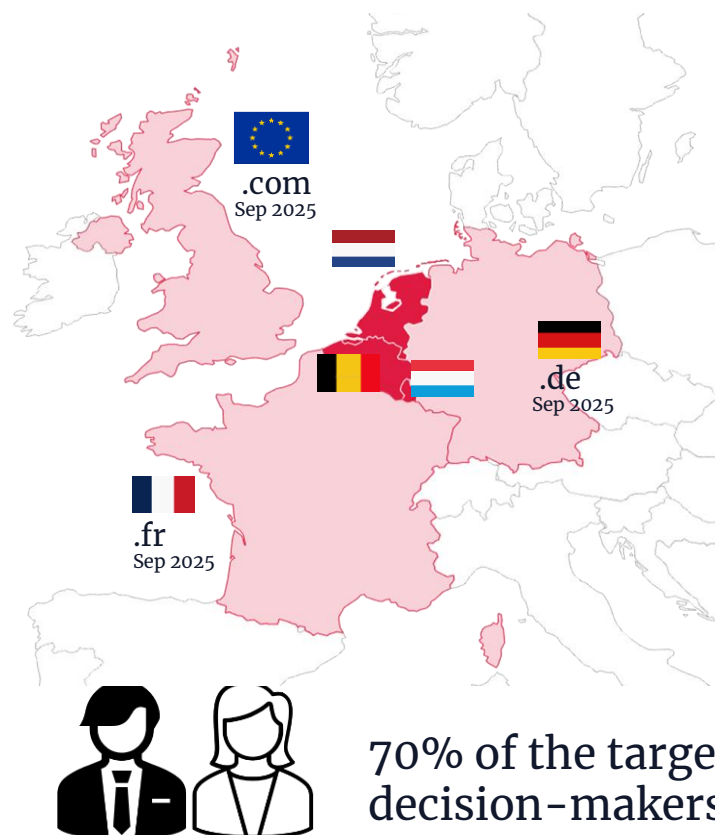 .com
Sep 2025
.de
Sep 2025
.fr
Sep 2025
70% of the targe
decision-makers